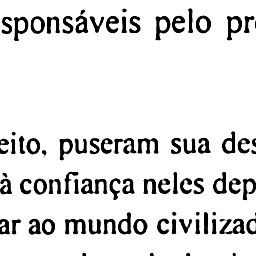 sponsáveis pelo pr
eito, puseram sua des
à confiança neles dep
ar ao mundo civilizad